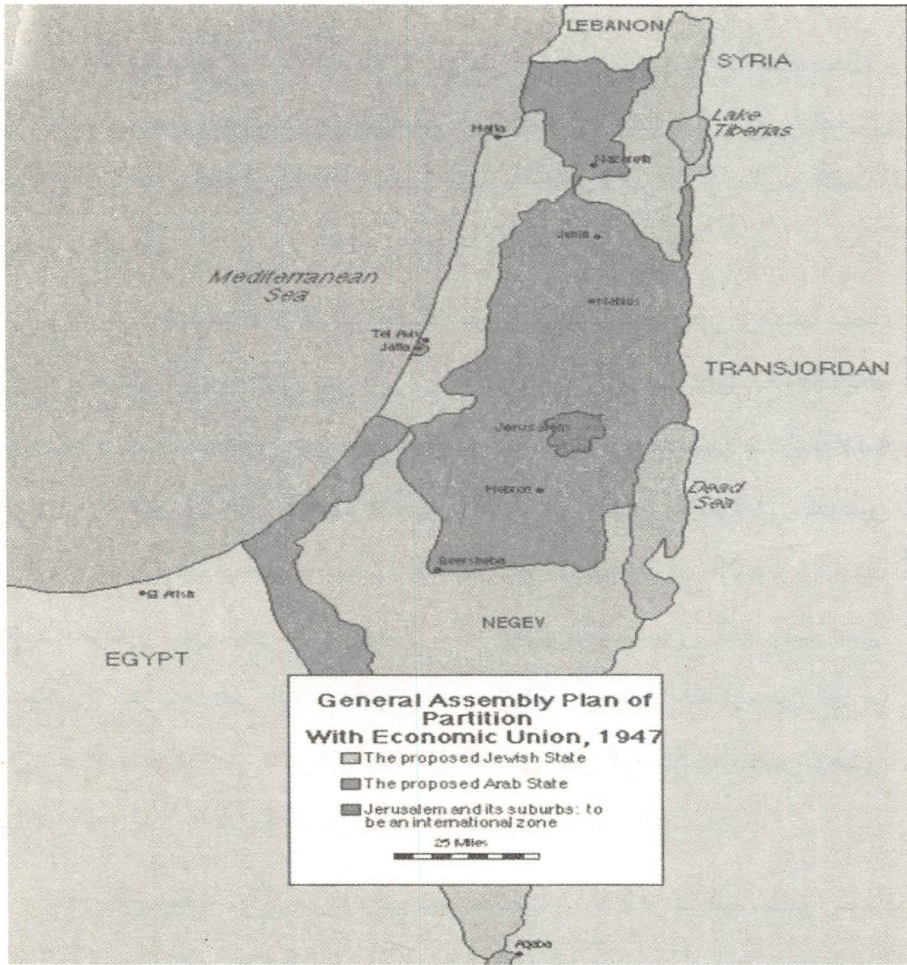 LEBANON
SYRIA
Lake
Tiberias
Haifa
Nazareth
Jenin
Mediterranean
Sea
Nablus
Tel Aviv
Jaffa
TRANSJORDAN
Jerusalem
Hebron
Dead
Sea
Beersheba
El Arish
NEGEV
EGYPT
General Assembly Plan of
Partition
With Economic Union, 1947
The proposed Jewish State
The proposed Arab State
Jerusalem and its suburbs: to
be an international zone
25 Miles
Aqaba